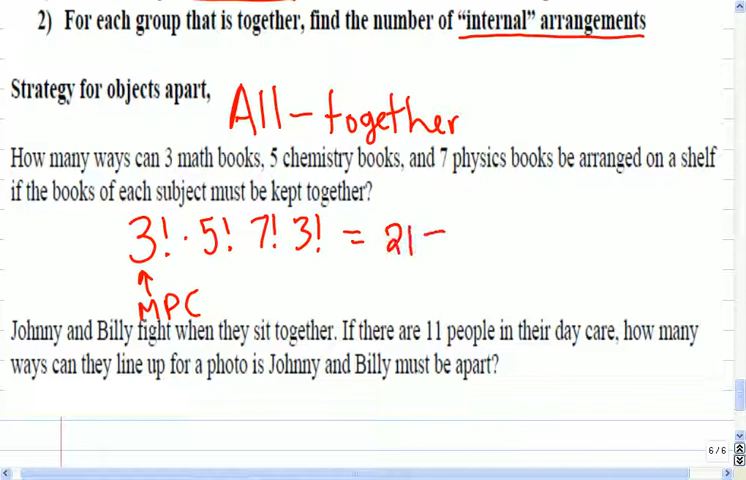 2) For each group that is together, find the number of “internal” arrangements
Strategy for objects apart,
All - together
How many ways can 3 math books, 5 chemistry books, and 7 physics books be arranged on a shelf
if the books of each subject must be kept together?
3! · 5! 7! 3! = 21 -
MPC
Johnny and Billy fight when they sit together. If there are 11 people in their day care, how many
ways can they line up for a photo is Johnny and Billy must be apart?
6/6